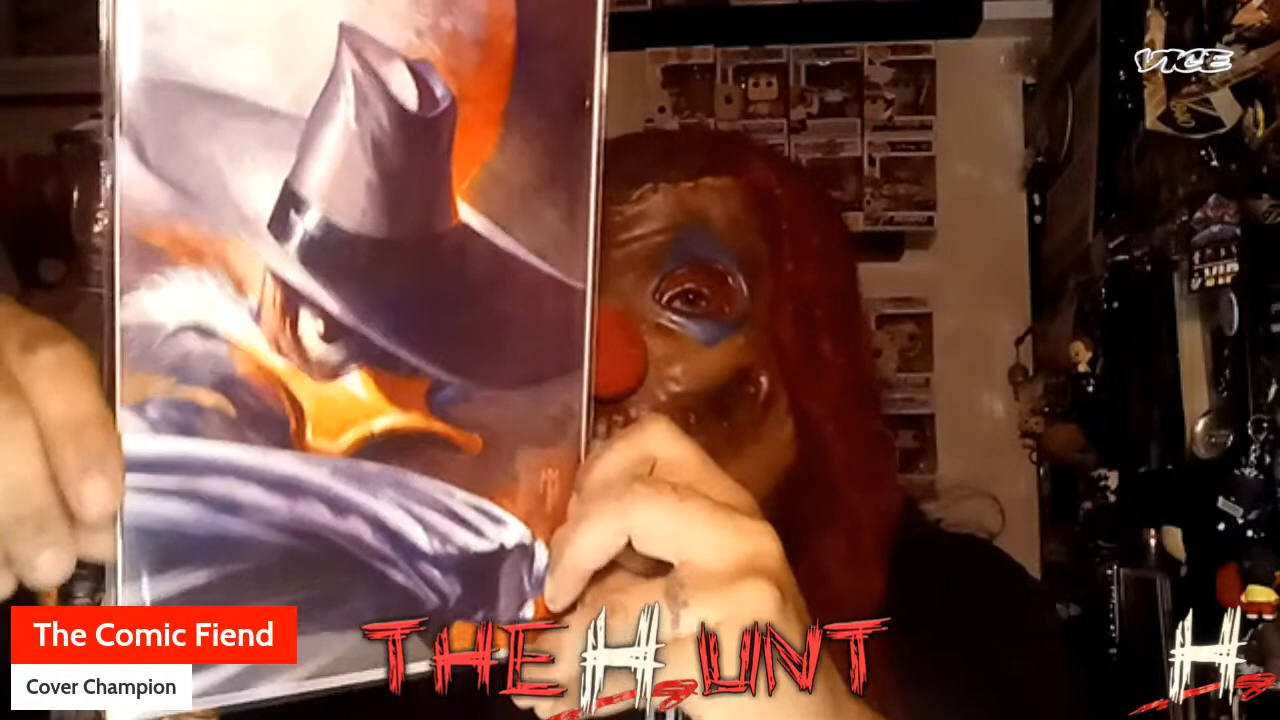 VICE
The Comic Fiend
Cover Champion
THE HUNT
H